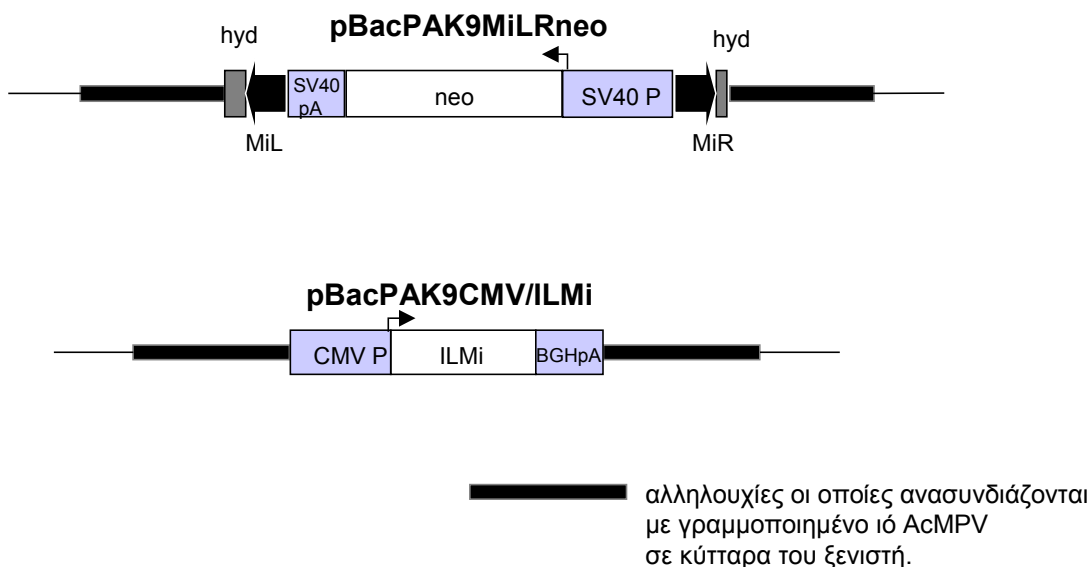 pBacPAK9MiLRneo
hyd
hyd
SV40
pA
neo
SV40 P
MiL
MiR
pBacPAK9CMV/ILMi
CMV P
ILMi
BGHpA
αλληλουχίες οι οποίες ανασυνδιάζονται
με γραμμοποιημένο ιό AcMPV
σε κύτταρα του ξενιστή.